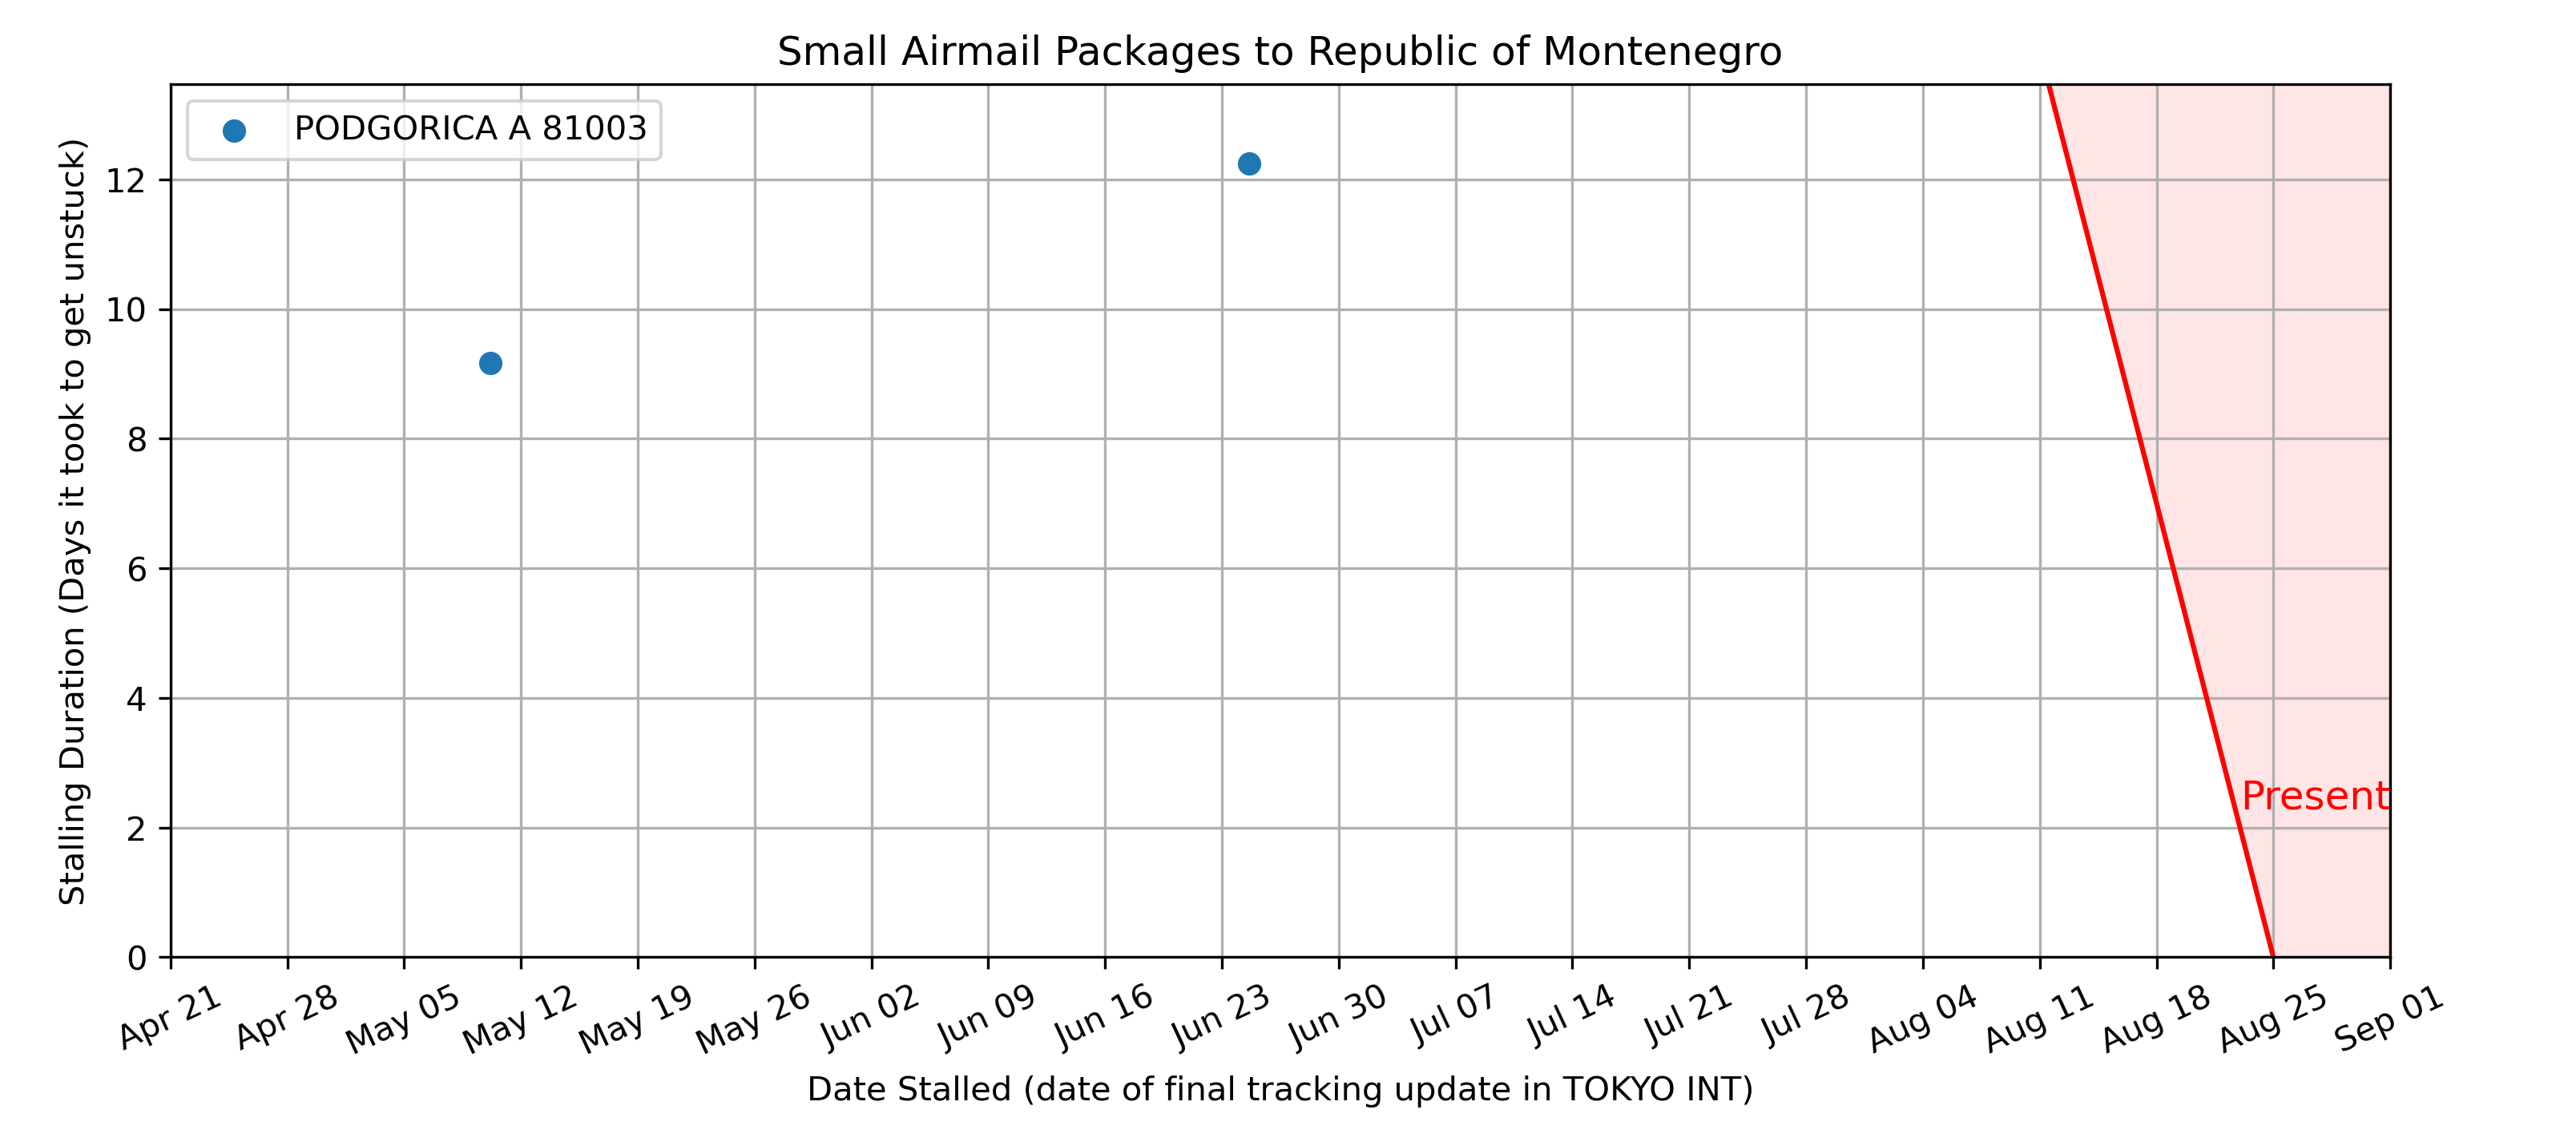 Small Airmail Packages to Republic of Montenegro
PODGORICA A 81003
Stalling Duration (Days it took to get unstuck)
12
10
8
6
4
2
0
Present
Apr 21
Apr 28
May 05
May 12
May 19
May 26
Jun 02
Jun 09
Jun 16
Jun 23
Jun 30
Jul 07
Jul 14
Jul 21
Jul 28
Aug 04
Aug 11
Aug 18
Aug 25
Sep 01
Date Stalled (date of final tracking update in TOKYO INT)